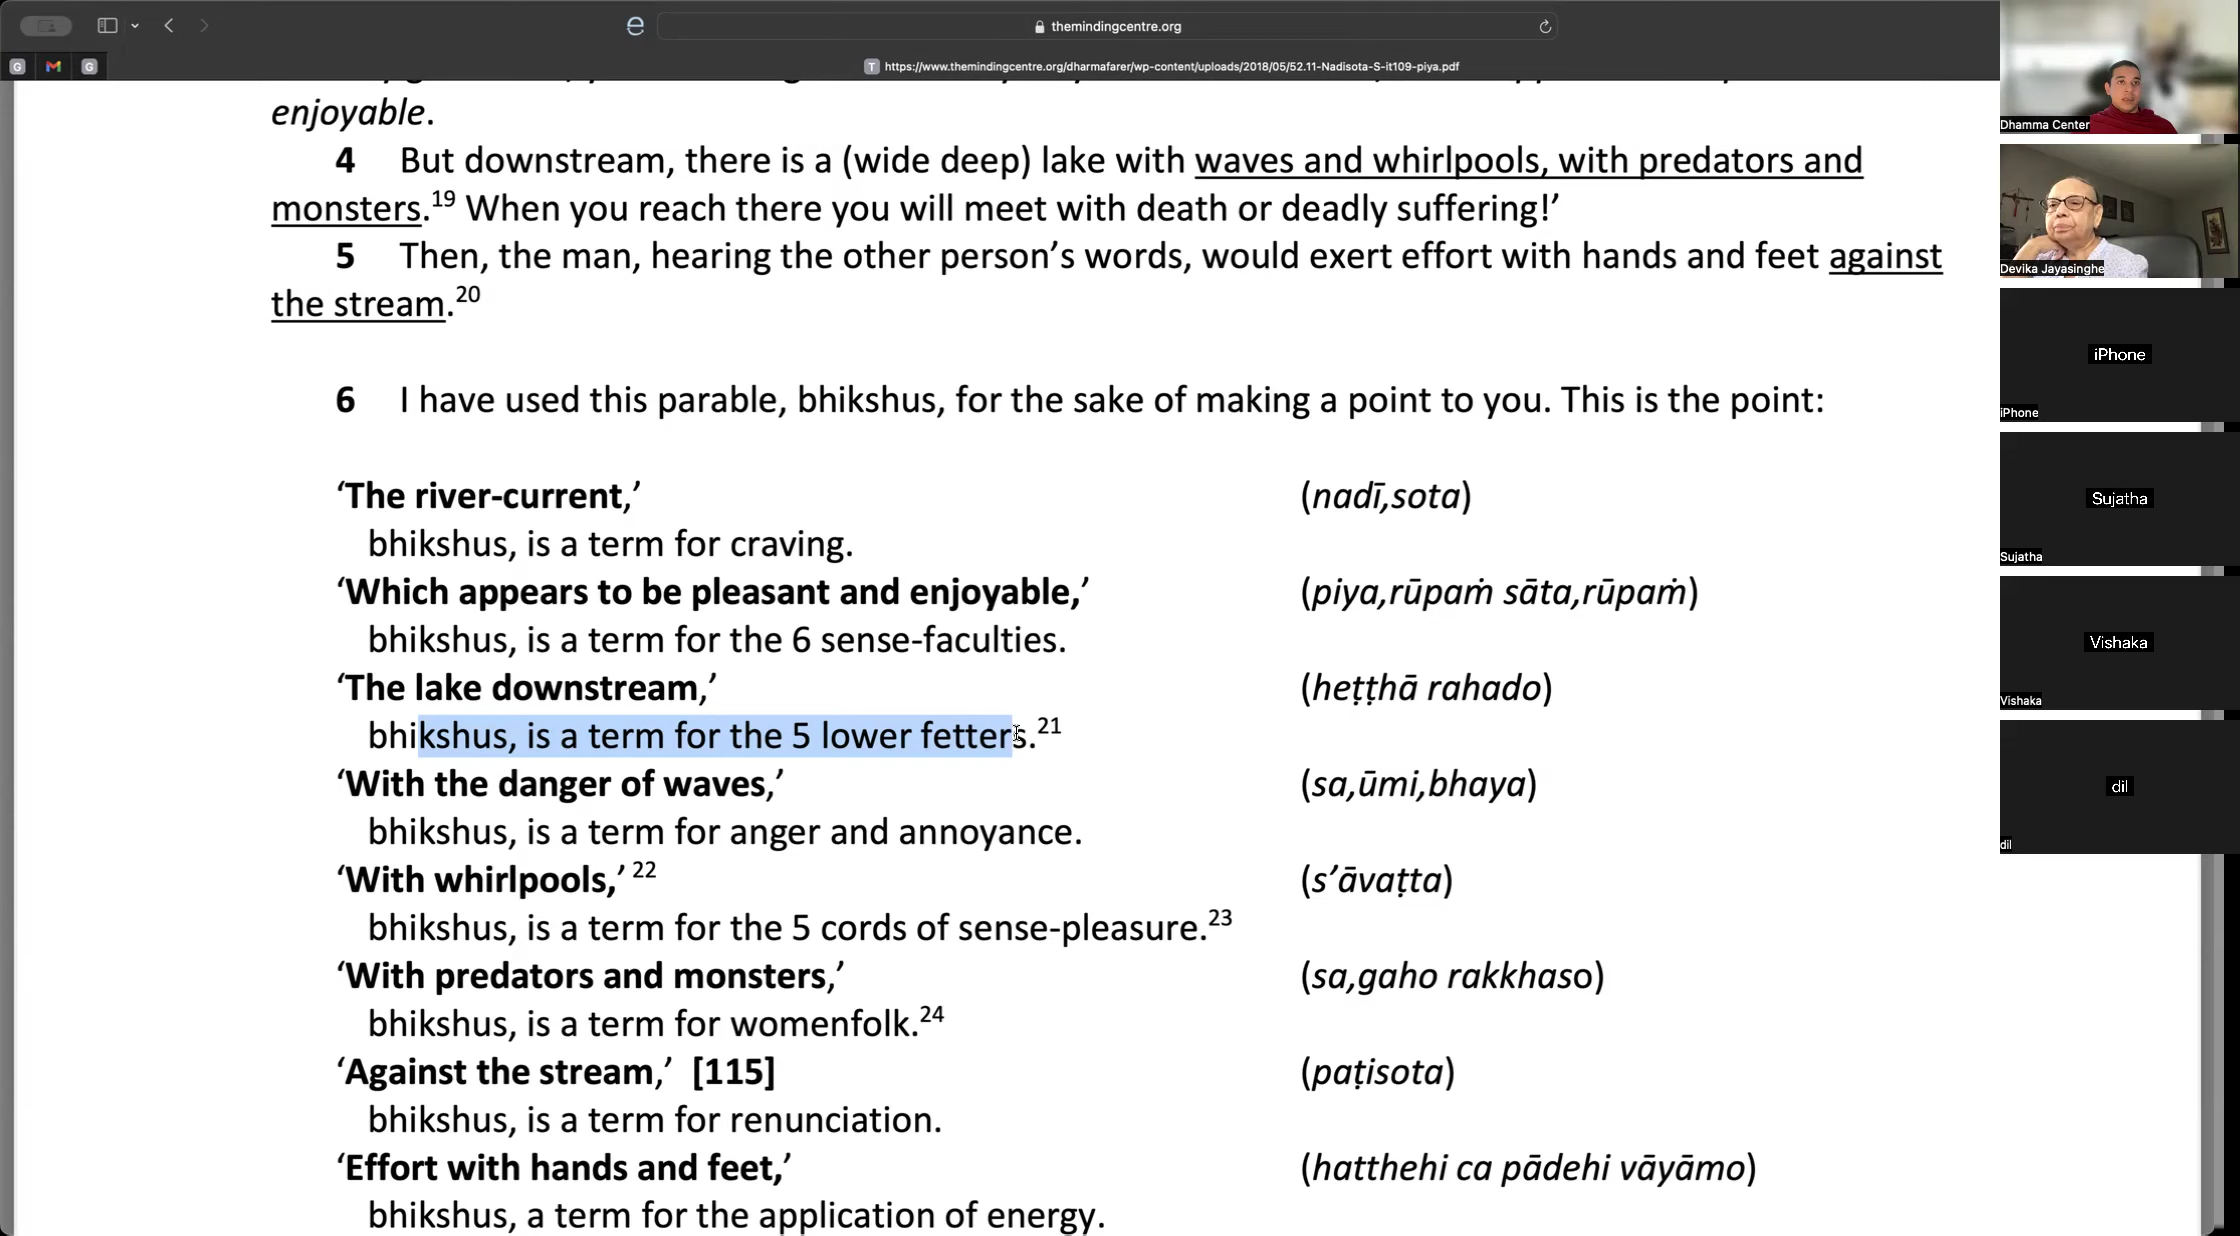 themindingcentre.org
G
G
T https://www.themindingcentre.org/dharmafarer/wp-content/uploads/2018/05/52.11-Nadisota-S-it109-piya.pdf
enjoyable.
4 But downstream, there is a (wide deep) lake with waves and whirlpools, with predators and
monsters.19 When you reach there you will meet with death or deadly suffering!’
5 Then, the man, hearing the other person’s words, would exert effort with hands and feet against
the stream.20
6 I have used this parable, bhikshus, for the sake of making a point to you. This is the point:
‘The river-current,’ (nadī,sota)
bhikshus, is a term for craving.
‘Which appears to be pleasant and enjoyable,’ (piya,rūpaṁ sāta,rūpaṁ)
bhikshus, is a term for the 6 sense-faculties.
‘The lake downstream,’ (heṭṭhā rahado)
bhikshus, is a term for the 5 lower fetters.21
‘With the danger of waves,’ (sa,ūmi,bhaya)
bhikshus, is a term for anger and annoyance.
‘With whirlpools,’ 22 (s’āvaṭṭa)
bhikshus, is a term for the 5 cords of sense-pleasure.23
‘With predators and monsters,’ (sa,gaho rakkhaso)
bhikshus, is a term for womenfolk.24
‘Against the stream,’ [115] (paṭisota)
bhikshus, is a term for renunciation.
‘Effort with hands and feet,’ (hatthehi ca pādehi vāyāmo)
bhikshus, a term for the application of energy.
Dhamma Center
Devika Jayasinghe
iPhone
iPhone
Sujatha
Sujatha
Vishaka
Vishaka
dil
dil